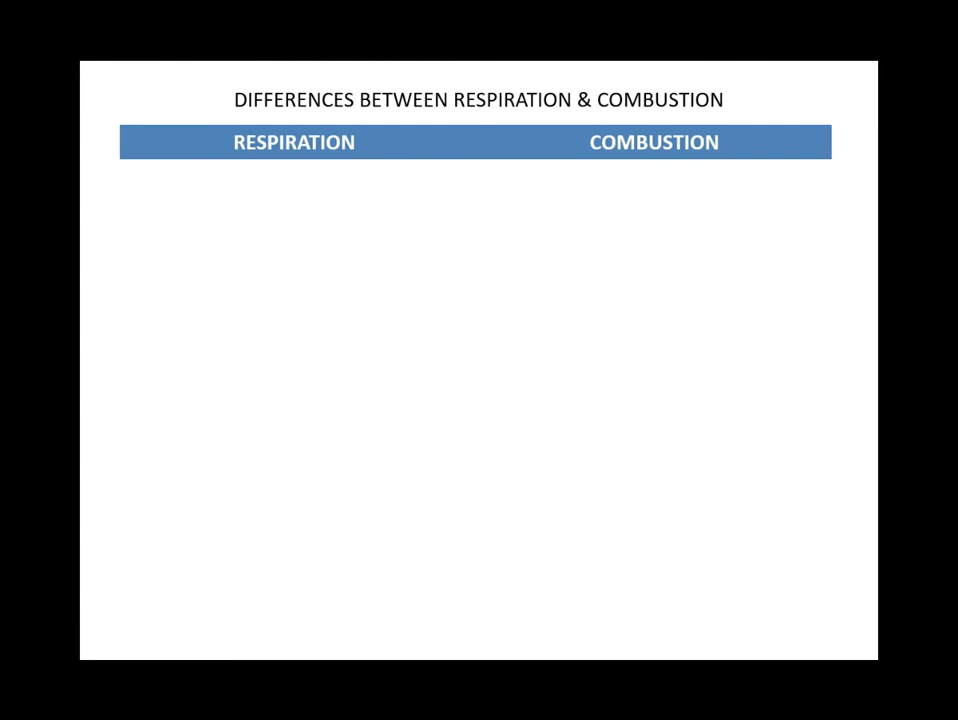 DIFFERENCES BETWEEN RESPIRATION & COMBUSTION
RESPIRATION COMBUSTION